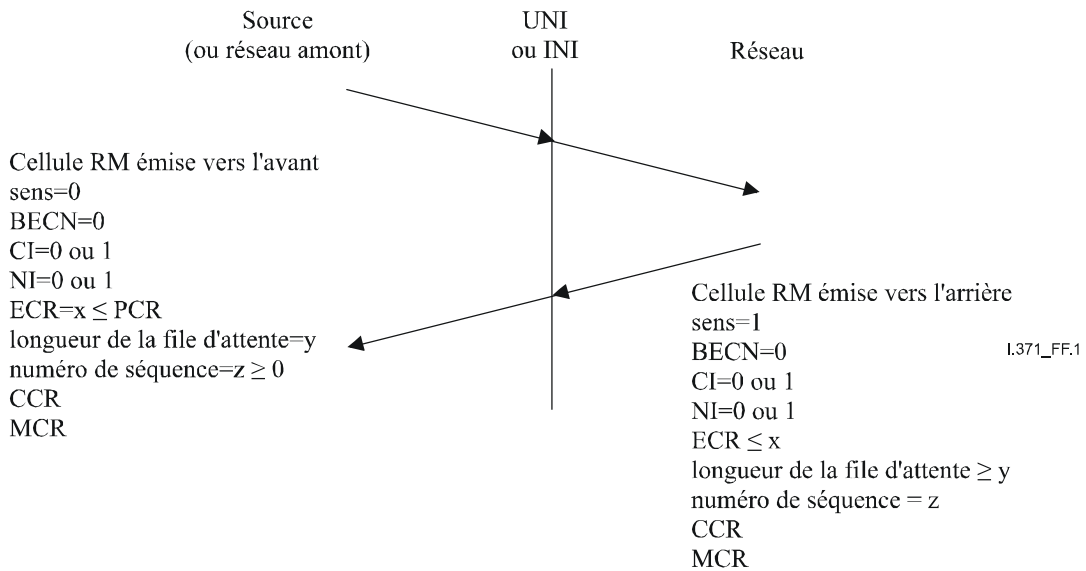 Source
(ou réseau amont)
UNI
ou INI
Réseau
Cellule RM émise vers l'avant
sens=0
BECN=0
CI=0 ou 1
NI=0 ou 1
ECR=x ≤ PCR
longueur de la file d'attente=y
numéro de séquence=z ≥ 0
CCR
MCR
Cellule RM émise vers l'arrière
sens=1
BECN=0
CI=0 ou 1
NI=0 ou 1
ECR ≤ x
longueur de la file d'attente ≥ y
numéro de séquence = z
CCR
MCR
I.371_FF.1